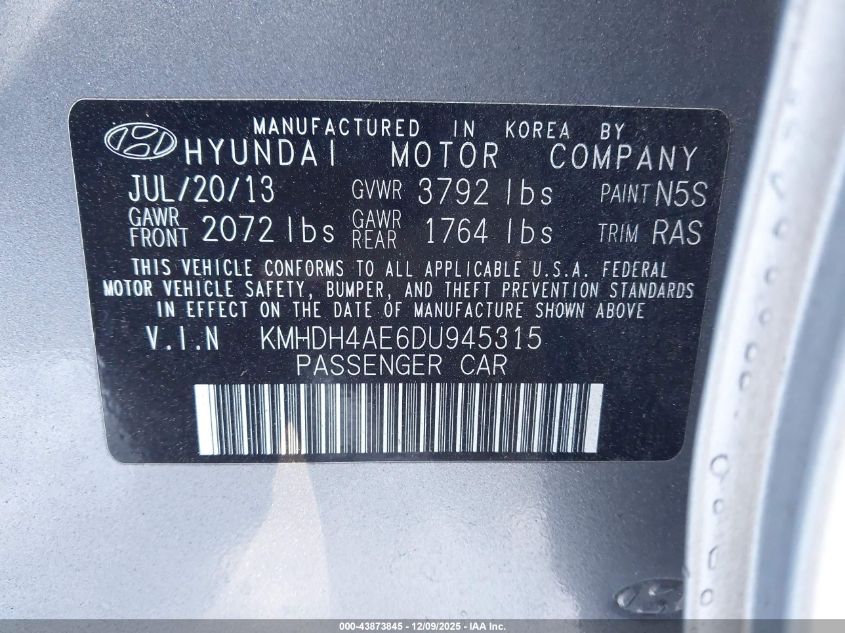 MANUFACTURED IN KOREA BY
HYUNDAI MOTOR COMPANY
JUL/20/13 GVWR 3792 lbs PAINT N5S
GAWR FRONT 2072 lbs GAWR REAR 1764 lbs TRIM RAS
THIS VEHICLE CONFORMS TO ALL APPLICABLE U.S.A. FEDERAL
MOTOR VEHICLE SAFETY, BUMPER, AND THEFT PREVENTION STANDARDS
IN EFFECT ON THE DATE OF MANUFACTURE SHOWN ABOVE.
V.I.N KMHDH4AE6DU945315
PASSENGER CAR
000-43873845 - 12/09/2025 - IAA Inc.